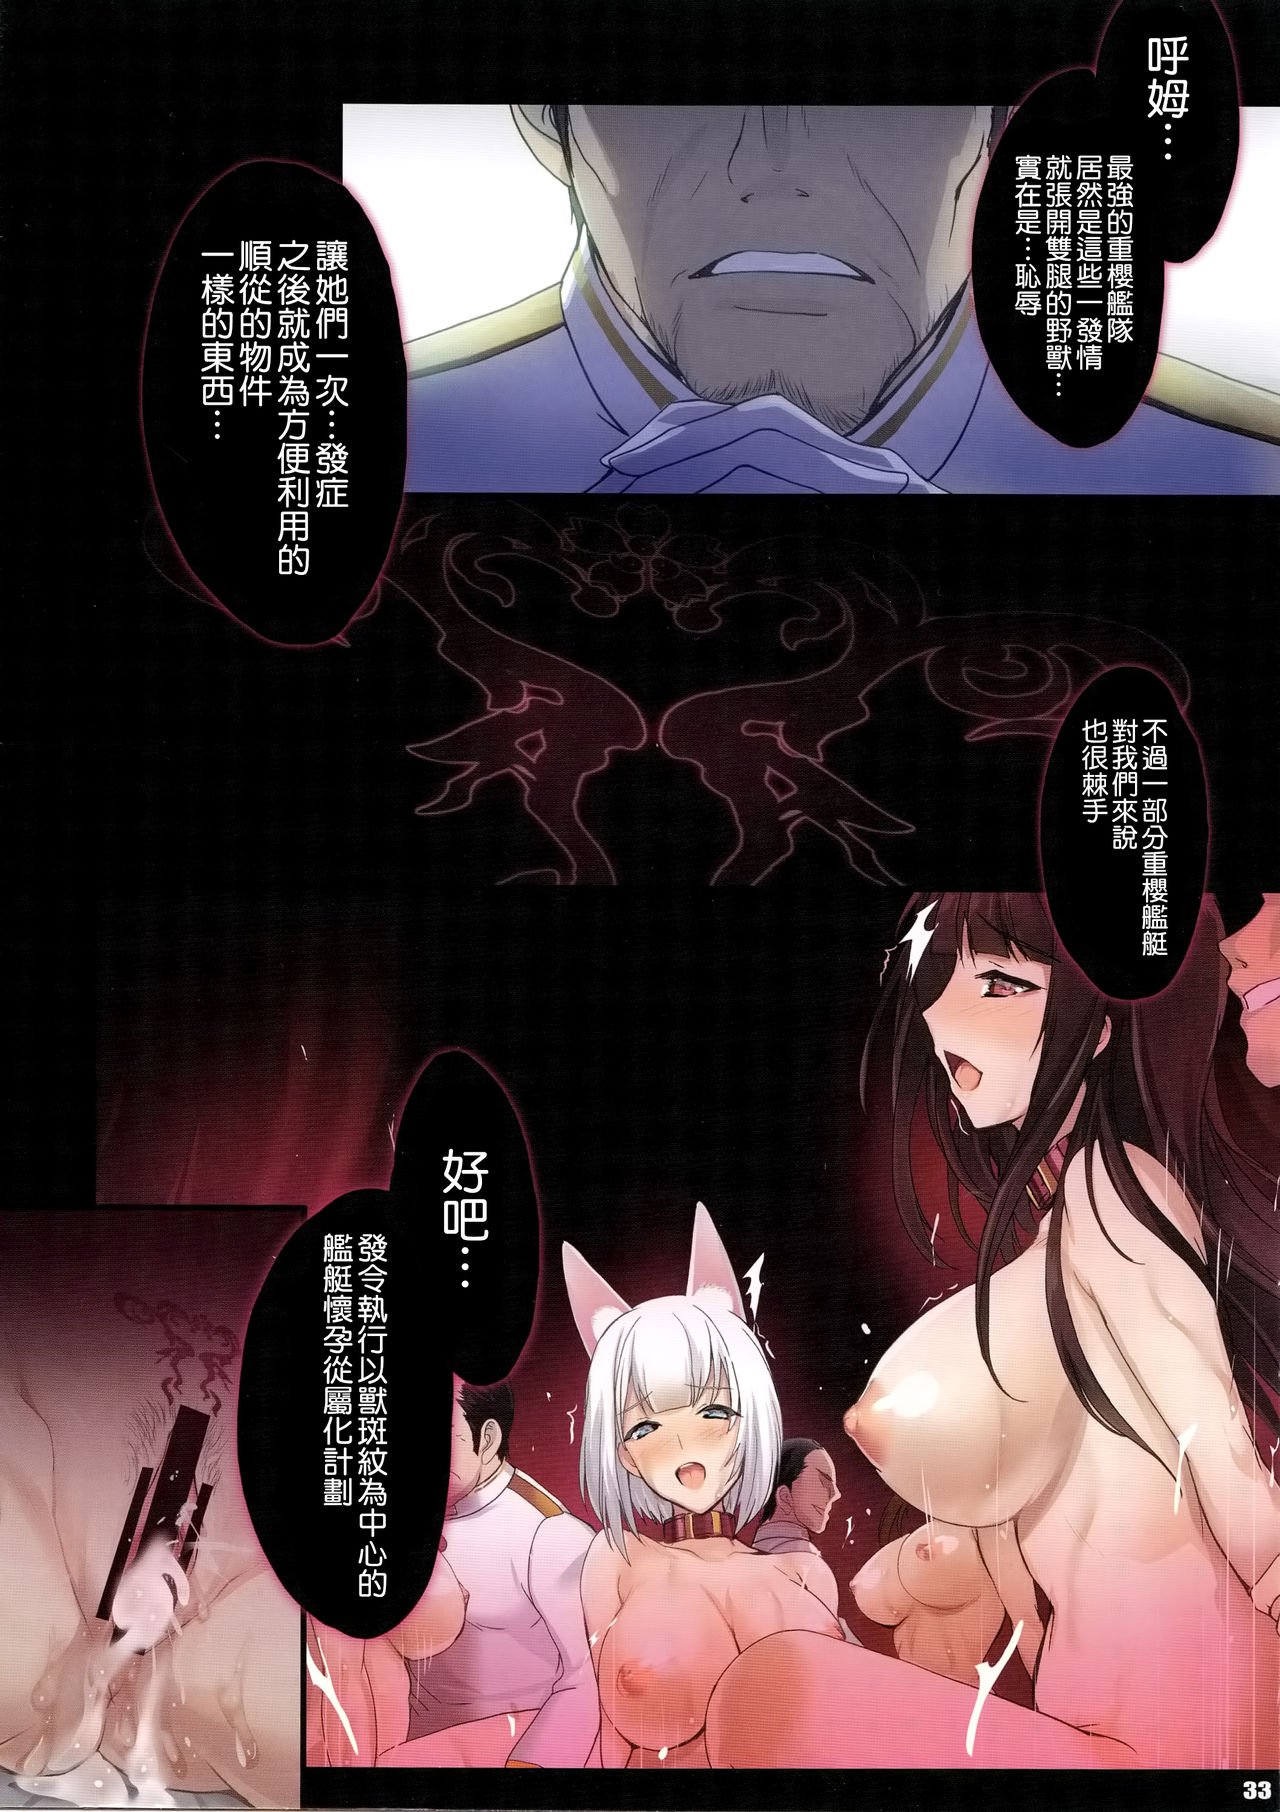 呼姆…
最強的重櫻艦隊
居然是這些一發情
就張開雙腿的野獸…
實在是…恥辱
讓她們一次…發症
之後就成為方便利用的
順從的物件
一樣的東西…
不過一部分重櫻艦艇
對我們來說
也很棘手
好吧…
發令執行以獸斑紋為中心的
艦艇懷孕從屬化計劃
33